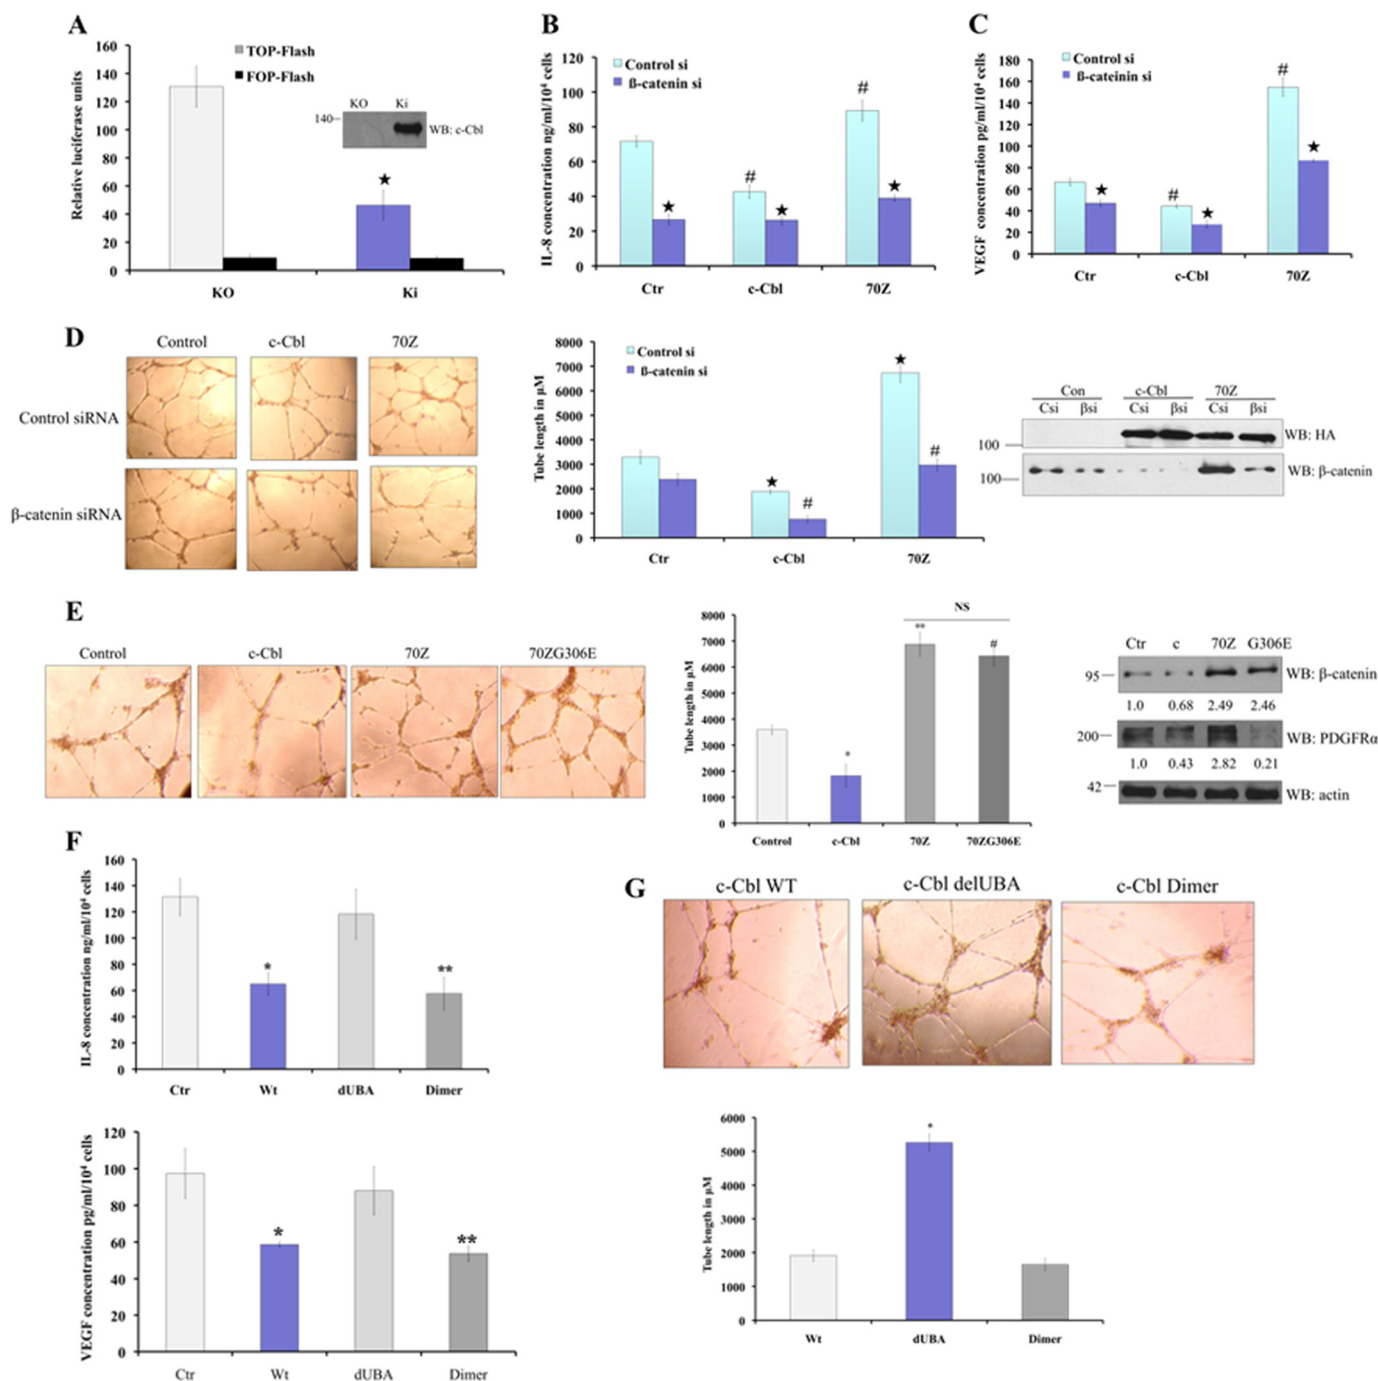 A
Relative luciferase units
160
140
120
100
80
60
40
20
0
TOP-Flash
FOP-Flash
KO Ki
140
WB: c-Cbl
★
KO Ki
B
IL-8 concentration ng/ml/10⁴ cells
120
100
80
60
40
20
0
Control si
ß-catenin si
★ # ★ # ★
Ctr c-Cbl 70Z
C
VEGF concentration pg/ml/10⁴ cells
180
160
140
120
100
80
60
40
20
0
Control si
ß-cateinin si
★ # ★ # ★
Ctr c-Cbl 70Z
D
Control c-Cbl 70Z
Control siRNA
β-catenin siRNA
Tube length in µM
8000
7000
6000
5000
4000
3000
2000
1000
0
Control si
ß-catenin si
★ # ★ #
Ctr c-Cbl 70Z
Con c-Cbl 70Z
Csi βsi Csi βsi Csi βsi
100 WB: HA
100 WB: β-catenin
E
Control c-Cbl 70Z 70ZG306E
Tube length in µM
8000
7000
6000
5000
4000
3000
2000
1000
0
NS
* ** #
Control c-Cbl 70Z 70ZG306E
Ctr c 70Z G306E
95 WB: β-catenin
1.0 0.68 2.49 2.46
200 WB: PDGFRα
1.0 0.43 2.82 0.21
42 WB: actin
F
IL-8 concentration ng/ml/10⁴ cells
160
140
120
100
80
60
40
20
0
* **
Ctr Wt dUBA Dimer
VEGF concentration pg/ml/10⁴ cells
120
100
80
60
40
20
0
* **
Ctr Wt dUBA Dimer
G
c-Cbl WT c-Cbl delUBA c-Cbl Dimer
Tube length in µM
6000
5000
4000
3000
2000
1000
0
*
Wt dUBA Dimer